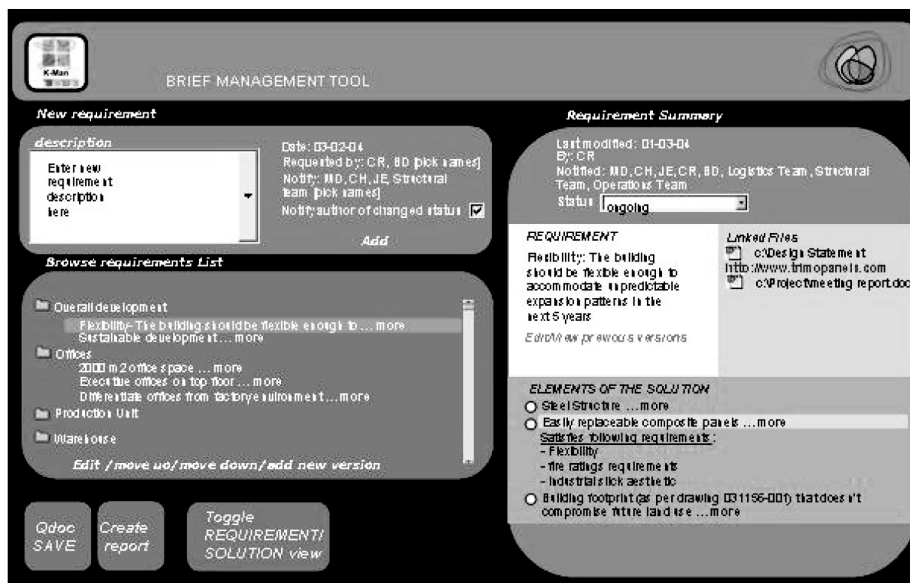 K-Man
BRIEF MANAGEMENT TOOL
New requirement
description
Enter new
requirement
description
here
Date: 03-02-04
Requested by: CR, BD [pick names]
Notify: MD, CH, JE, Structural
team [pick names]
Notify author of changed status
Add
Browse requirements List
Overall development
Flexibility- The building should be flexible enough to ... more
Sustainable development ... more
Offices
2000 m2 office space ... more
Executive offices on top floor ... more
Differentiate offices from factory environment ... more
Production Unit
Warehouse
Edit /move uo/move down/add new version
Qdoc
SAVE
Create
report
Toggle
REQUIREMENT/
SOLUTION view
Requirement Summary
Last modified: 01-03-04
By: CR
Notified: MD, CH, JE, CR, BD, Logistics Team, Structural
Team, Operations Team
Status ongoing
REQUIREMENT
Flexibility: The building
should be flexible enough to
accommodate unpredictable
expansion patterns in the
next 5 years
Edit/View previous versions
Linked Files
c:\Design Statement
http://www.trimopanels.com
c:\Project\meeting report.doc
ELEMENTS OF THE SOLUTION
Steel Structure ...more
Easily replaceable composite panels ...more
Satisfies following requirements:
- Flexibility
- fire ratings requirements
- industrial slick aesthetic
Building footprint (as per drawing 031156-001) that doesn't
compromise future land use ...more